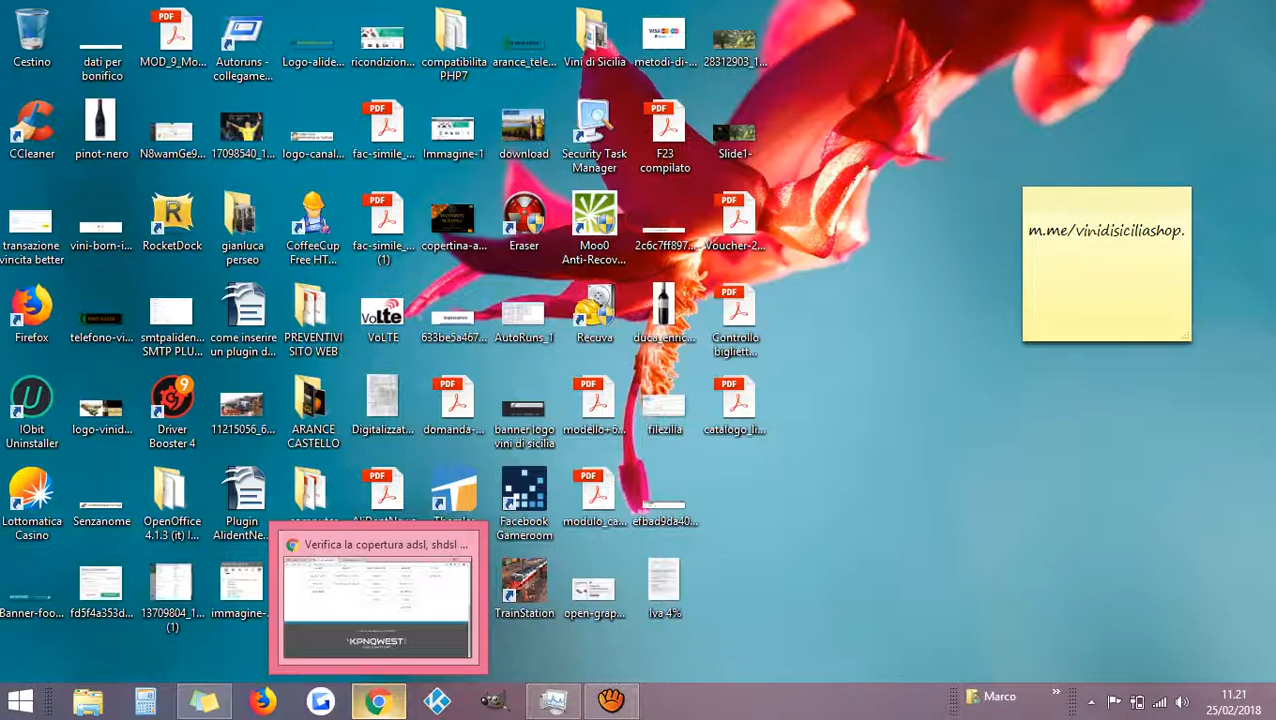 Cestino
dati per
bonifico
MOD_9_Mo...
Autoruns -
collegame...
Logo-alide...
ricondizion...
compatibilita
PHP7
arance_tele...
Vini di Sicilia
metodi-di-...
28312903_1...
CCleaner
pinot-nero
N8wamGe9...
17098540_1...
logo-canal...
fac-simile_...
Immagine-1
download
Security Task
Manager
F23
compilato
Slide1-
transazione
vincita better
vini-born-i...
RocketDock
gianluca
perseo
CoffeeCup
Free HT...
fac-simile_...
(1)
copertina-a...
Eraser
Moo0
Anti-Recov...
2c6c7ff897...
Voucher-2...
m.me/vinidisiciliashop.
Firefox
telefono-vi...
smtpaliden...
SMTP PLU...
come inserire
un plugin d...
PREVENTIVI
SITO WEB
VoLTE
633be5a467...
AutoRuns_1
Recuva
duca_enric...
Controllo
bigliett...
IObit
Uninstaller
logo-vinid...
Driver
Booster 4
11215056_6...
ARANCE
CASTELLO
Digitalizzat...
domanda-...
banner logo
vini di sicilia
modello+6...
filezilla
catalogo_li...
Lottomatica
Casino
Senzanome
OpenOffice
4.1.3 (it) I...
Plugin
AlidentNe...
Facebook
Gameroom
modulo_ca...
efbad9da40...
Verifica la copertura adsl, shdsl ...
KPNQWEST
Banner-foo...
fd5f4a353d...
13709804_1...
(1)
immagine-
TrainStation
open-grap...
Iva 4%
Marco
11.21
25/02/2018